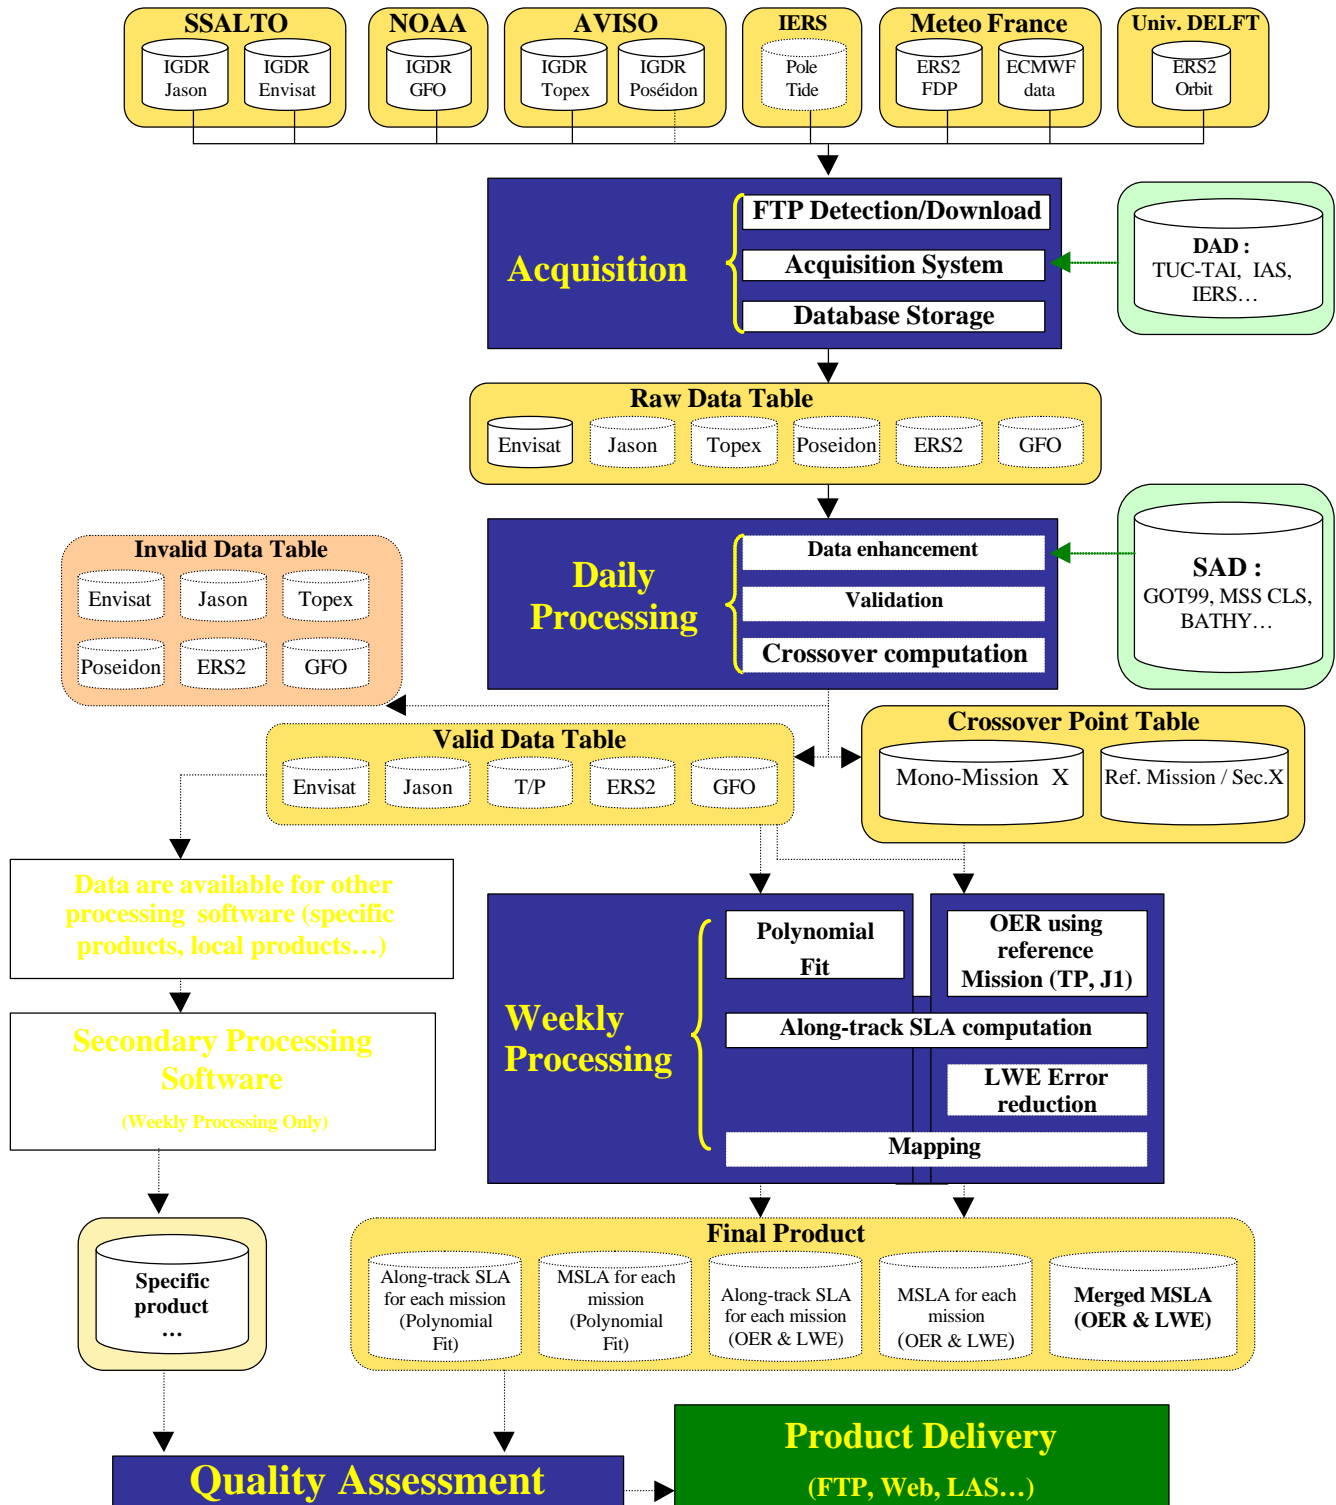 SSALTO
IGDR
Jason
IGDR
Envisat
NOAA
IGDR
GFO
AVISO
IGDR
Topex
IGDR
Poséidon
IERS
Pole
Tide
Meteo France
ERS2
FDP
ECMWF
data
Univ. DELFT
ERS2
Orbit
Acquisition
FTP Detection/Download
Acquisition System
Database Storage
DAD :
TUC-TAI, IAS,
IERS…
Raw Data Table
Envisat
Jason
Topex
Poseidon
ERS2
GFO
Invalid Data Table
Envisat
Jason
Topex
Poseidon
ERS2
GFO
Daily
Processing
Data enhancement
Validation
Crossover computation
SAD :
GOT99, MSS CLS,
BATHY…
Valid Data Table
Envisat
Jason
T/P
ERS2
GFO
Crossover Point Table
Mono-Mission X
Ref. Mission / Sec.X
Data are available for other
processing software (specific
products, local products…)
Secondary Processing
Software
(Weekly Processing Only)
Weekly
Processing
Polynomial
Fit
OER using
reference
Mission (TP, J1)
Along-track SLA computation
LWE Error
reduction
Mapping
Specific
product
…
Final Product
Along-track SLA
for each mission
(Polynomial
Fit)
MSLA for each
mission
(Polynomial
Fit)
Along-track SLA
for each mission
(OER & LWE)
MSLA for each
mission
(OER & LWE)
Merged MSLA
(OER & LWE)
Quality Assessment
Product Delivery
(FTP, Web, LAS…)